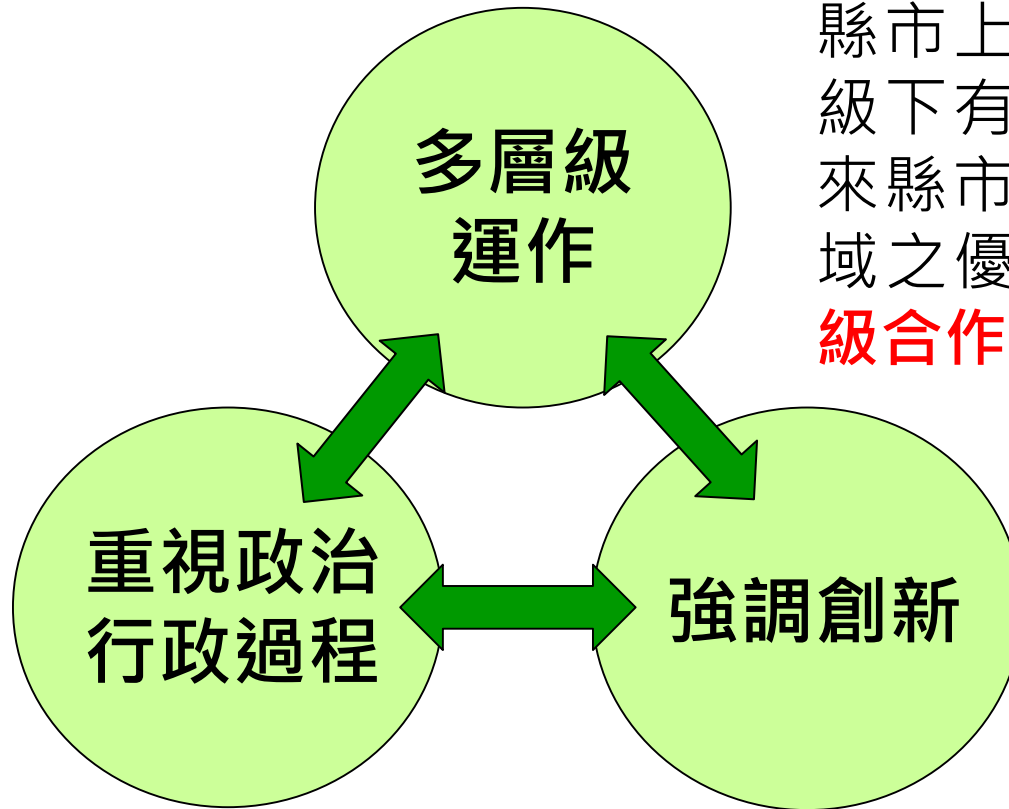 多層級
運作
縣市上
級下有
來縣市
域之優
級合作
重視政治
行政過程
強調創新